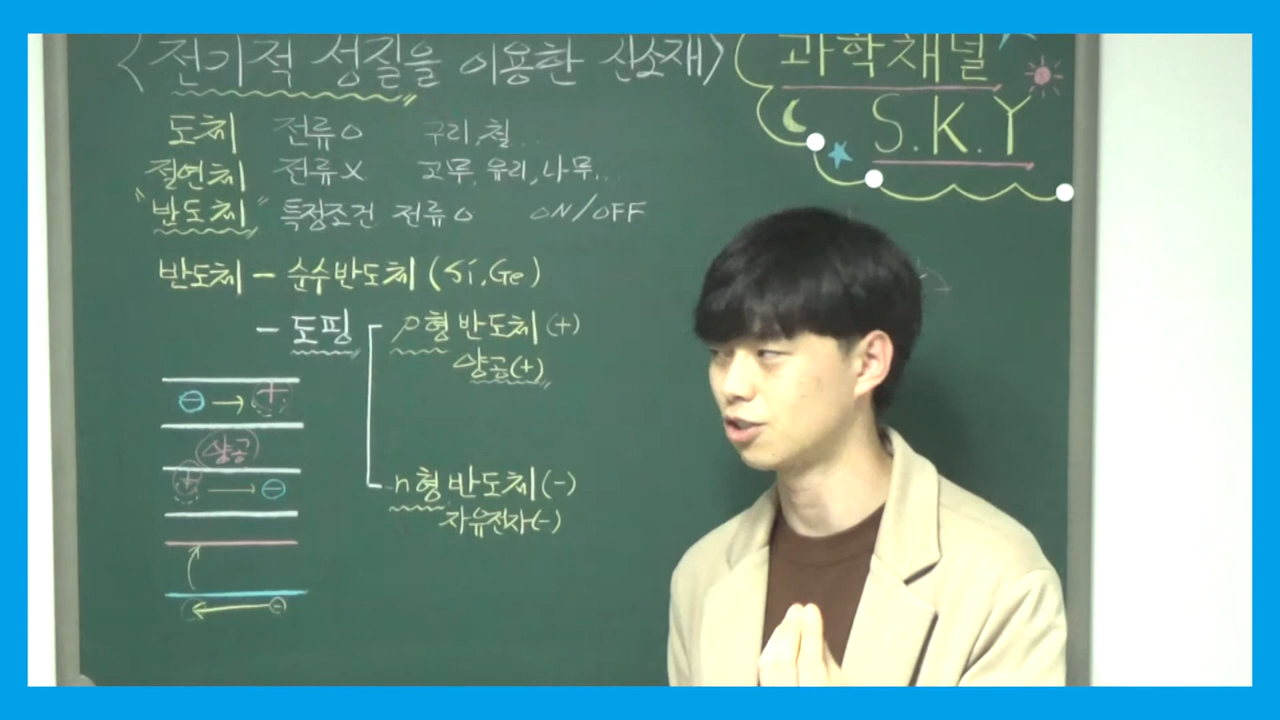 <전기적 성질을 이용한 신소재>
과학채널
S.K.Y
도체 전류O 구리,철...
절연체 전류X 고무, 유리, 나무...
"반도체" 특정조건 전류O ON/OFF
반도체 - 순수반도체 (Si, Ge)
- 도핑 p형 반도체 (+)
양공(+)
⊖ → +
양공
+ → ⊖
n형 반도체(-)
자유전자(-)
⊖